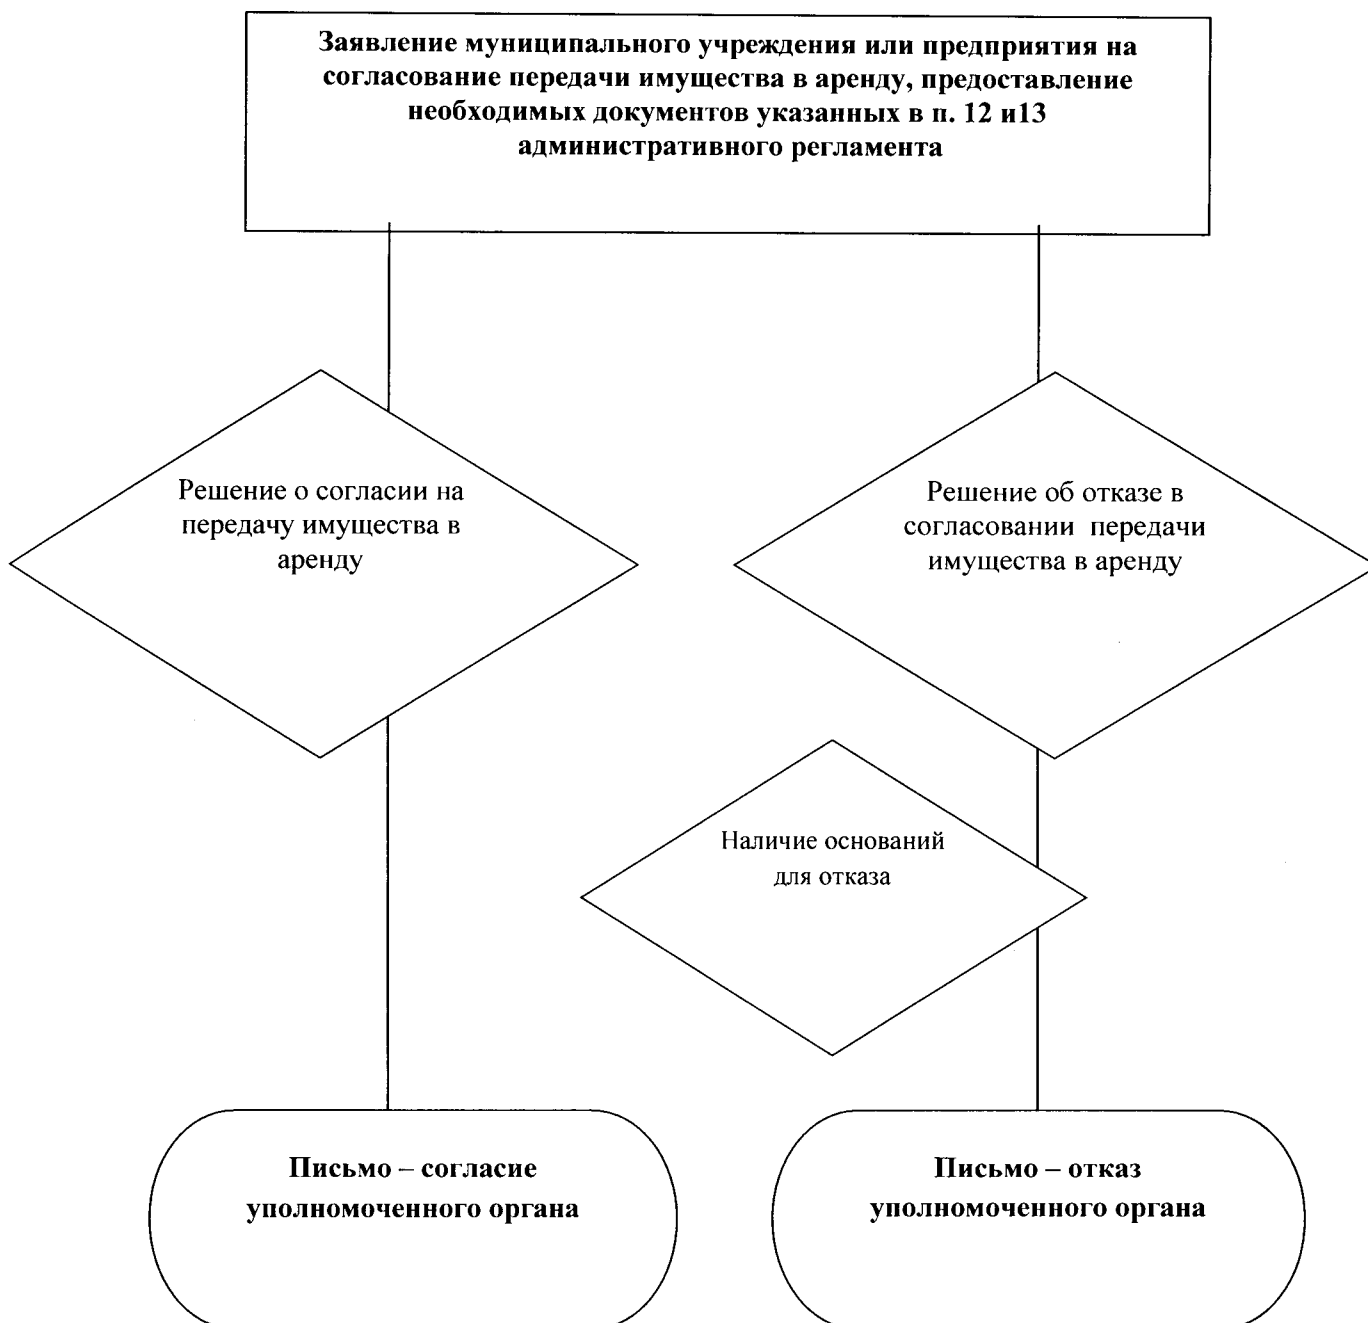 Заявление муниципального учреждения или предприятия на
согласование передачи имущества в аренду, предоставление
необходимых документов указанных в п. 12 и13
административного регламента
Решение о согласии на
передачу имущества в
аренду
Решение об отказе в
согласовании передачи
имущества в аренду
Наличие оснований
для отказа
Письмо – согласие
уполномоченного органа
Письмо – отказ
уполномоченного органа